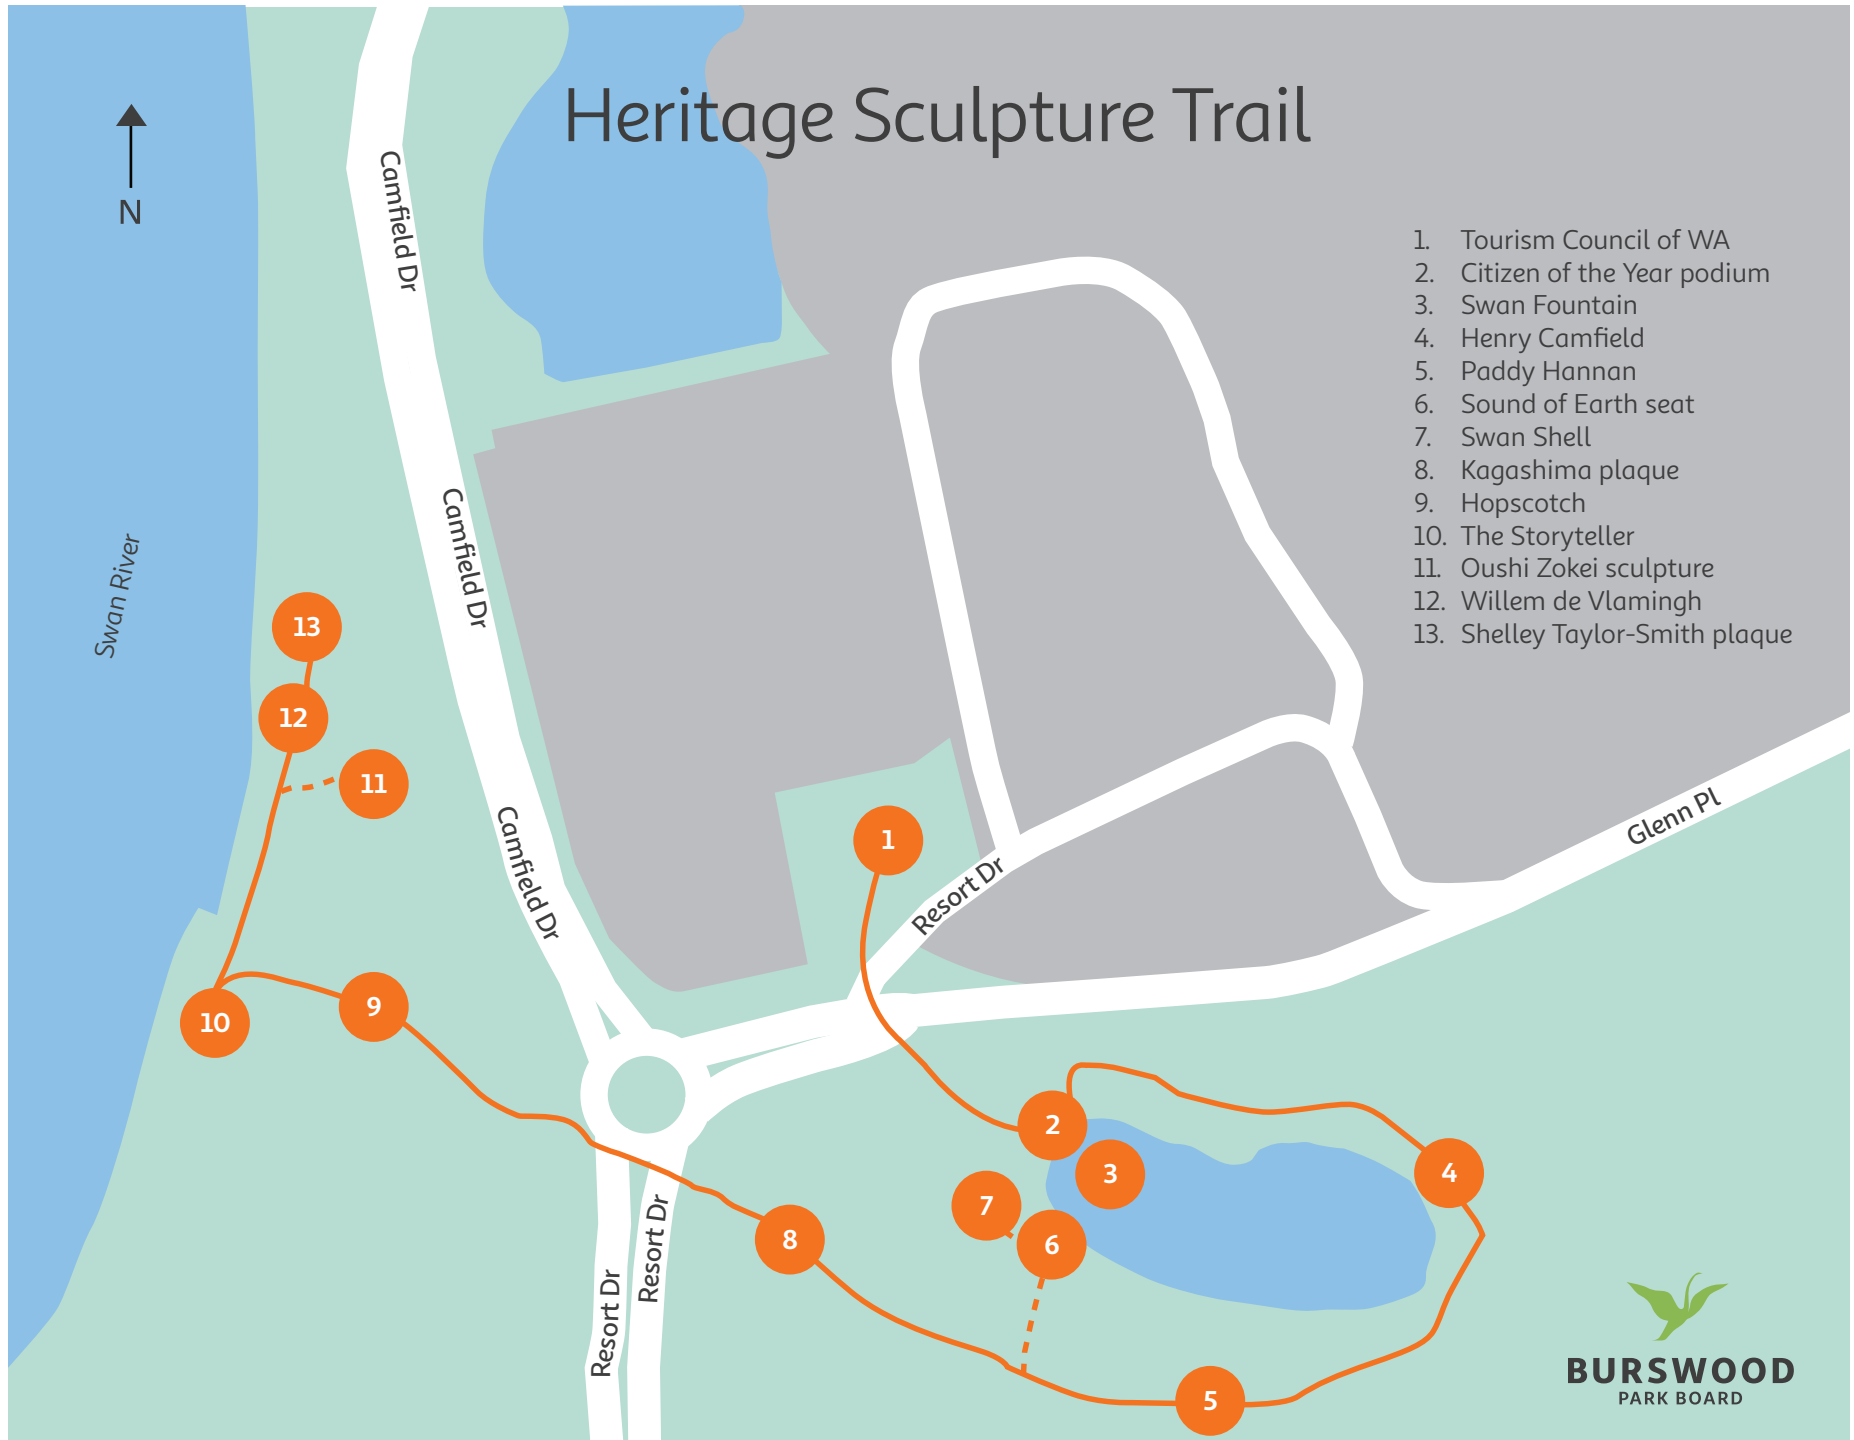 Heritage Sculpture Trail
N
Camfield Dr
1. Tourism Council of WA
2. Citizen of the Year podium
3. Swan Fountain
4. Henry Camfield
5. Paddy Hannan
6. Sound of Earth seat
7. Swan Shell
8. Kagashima plaque
9. Hopscotch
10. The Storyteller
11. Oushi Zokei sculpture
12. Willem de Vlamingh
13. Shelley Taylor-Smith plaque
Camfield Dr
Swan River
13
12
11
Camfield Dr
1
Resort Dr
Glenn Pl
10
9
2
3
4
7
6
8
5
Resort Dr
Resort Dr
BURSWOOD
PARK BOARD